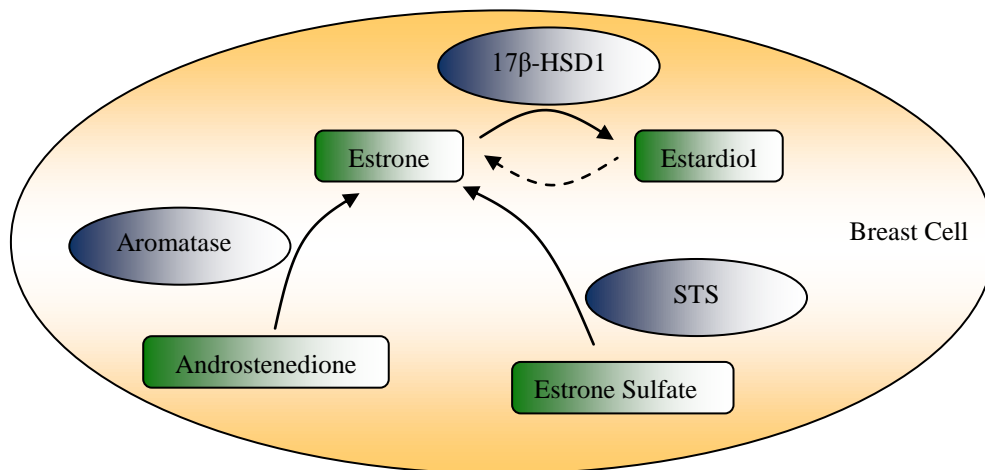 17β-HSD1
Estrone
Estardiol
Aromatase
Breast Cell
STS
Androstenedione
Estrone Sulfate